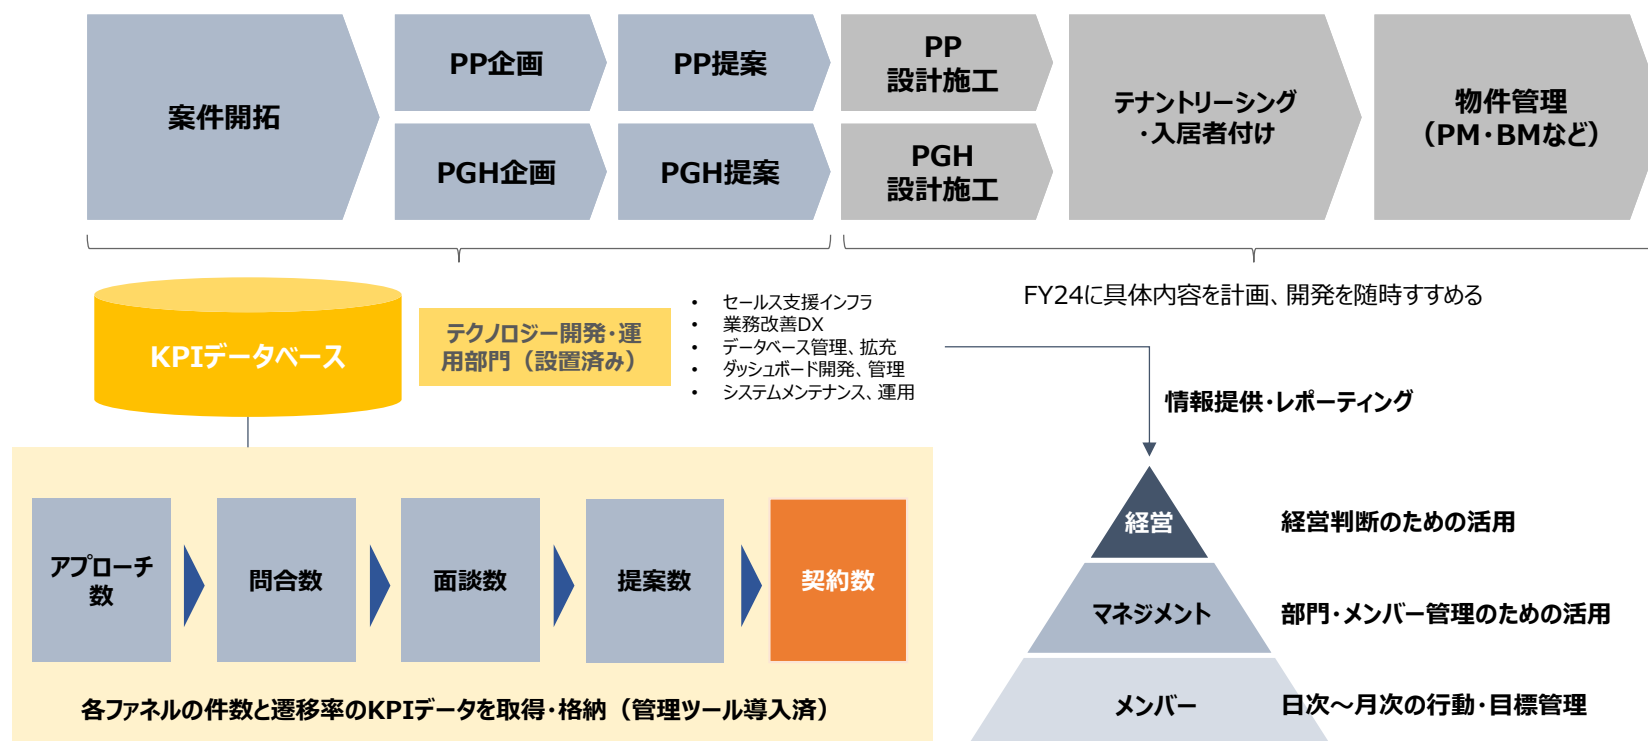 案件開拓
PP企画
PP提案
PGH企画
PGH提案
PP
設計施工
PGH
設計施工
テナントリーシング
・入居者付け
物件管理
（PM・BMなど）
KPIデータベース
テクノロジー開発・運
用部門（設置済み）
• セールス支援インフラ
• 業務改善DX
• データベース管理、拡充
• ダッシュボード開発、管理
• システムメンテナンス、運用
FY24に具体内容を計画、開発を随時すすめる
情報提供・レポーティング
アプローチ
数
問合数
面談数
提案数
契約数
各ファネルの件数と遷移率のKPIデータを取得・格納（管理ツール導入済）
経営
経営判断のための活用
マネジメント
部門・メンバー管理のための活用
メンバー
日次～月次の行動・目標管理